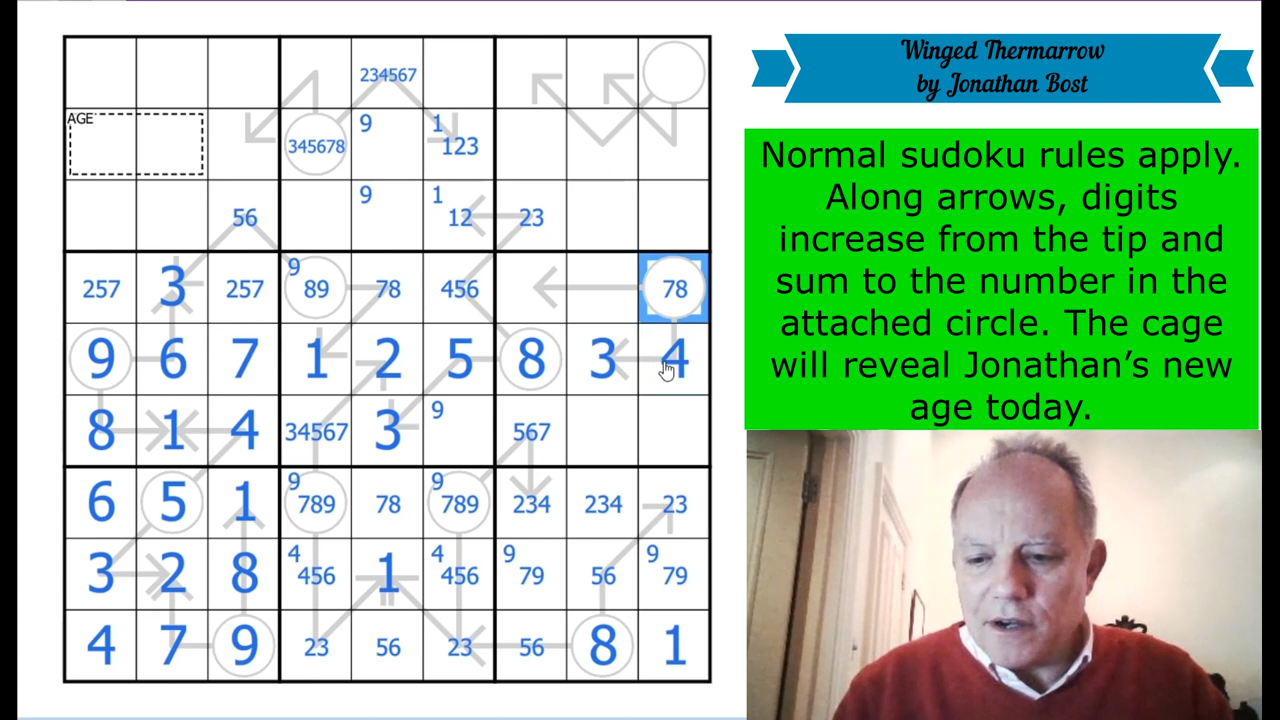 Winged Thermarrow
by Jonathan Bost
Normal sudoku rules apply.
Along arrows, digits
increase from the tip and
sum to the number in the
attached circle. The cage
will reveal Jonathan’s new
age today.
234567
AGE 345678 9 1 123
56 9 1 12 23
257 3 257 9 89 78 456 78
9 6 7 1 2 5 8 3 4
8 1 4 34567 3 9 567
6 5 1 9 789 78 9 789 234 234 23
3 2 8 4 456 1 4 456 9 79 56 9 79
4 7 9 23 56 23 56 8 1